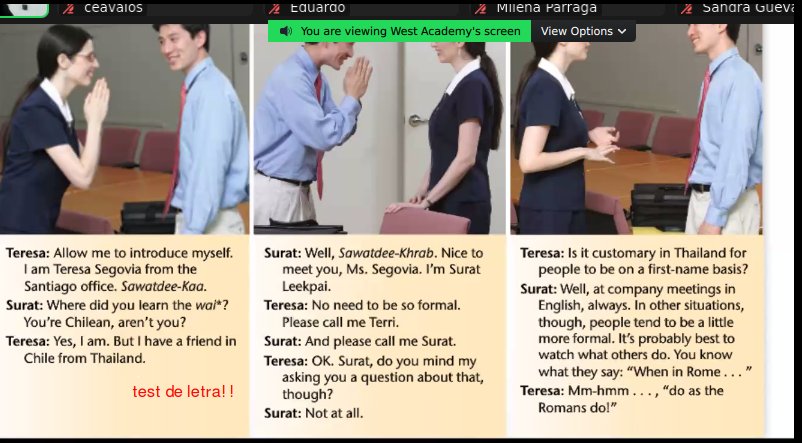 ceavalos
Eduardo
Milena Parraga
Sandra Gueva
You are viewing West Academy's screen
View Options
Teresa: Allow me to introduce myself.
I am Teresa Segovia from the
Santiago office. Sawatdee-Kaa.
Surat: Where did you learn the wai*?
You're Chilean, aren't you?
Teresa: Yes, I am. But I have a friend in
Chile from Thailand.
test de letra! !
Surat: Well, Sawatdee-Khrab. Nice to
meet you, Ms. Segovia. I'm Surat
Leekpai.
Teresa: No need to be so formal.
Please call me Terri.
Surat: And please call me Surat.
Teresa: OK. Surat, do you mind my
asking you a question about that,
though?
Surat: Not at all.
Teresa: Is it customary in Thailand for
people to be on a first-name basis?
Surat: Well, at company meetings in
English, always. In other situations,
though, people tend to be a little
more formal. It's probably best to
watch what others do. You know
what they say: "When in Rome . . . "
Teresa: Mm-hmm . . . , "do as the
Romans do!"